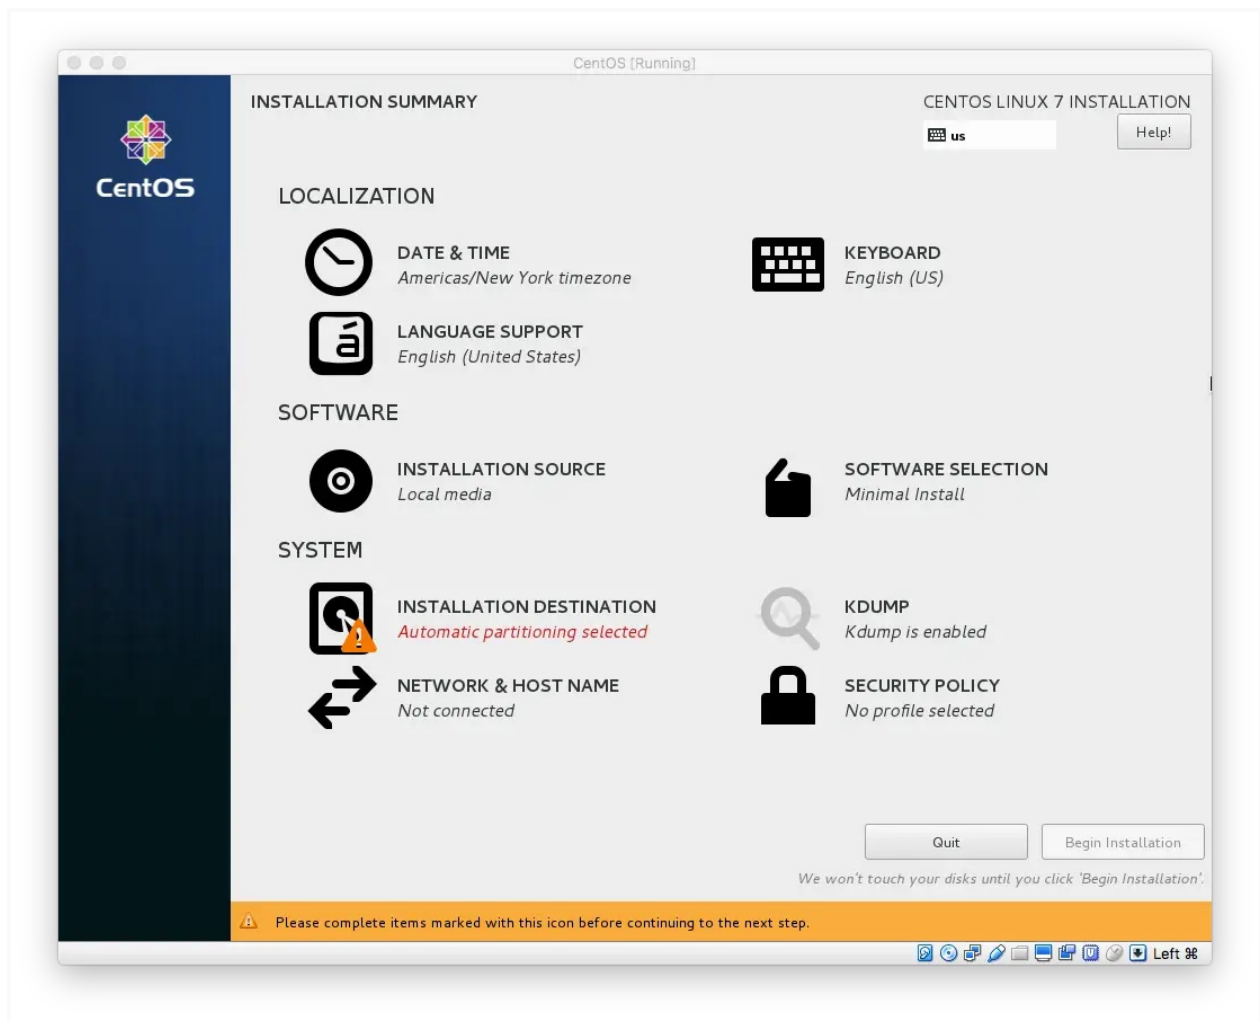 CentOS [Running]
INSTALLATION SUMMARY
CENTOS LINUX 7 INSTALLATION
us
Help!
CentOS
LOCALIZATION
DATE & TIME
Americas/New York timezone
KEYBOARD
English (US)
á
LANGUAGE SUPPORT
English (United States)
SOFTWARE
INSTALLATION SOURCE
Local media
SOFTWARE SELECTION
Minimal Install
SYSTEM
INSTALLATION DESTINATION
Automatic partitioning selected
KDUMP
Kdump is enabled
NETWORK & HOST NAME
Not connected
SECURITY POLICY
No profile selected
Quit
Begin Installation
We won't touch your disks until you click 'Begin Installation'.
Please complete items marked with this icon before continuing to the next step.
Left ⌘